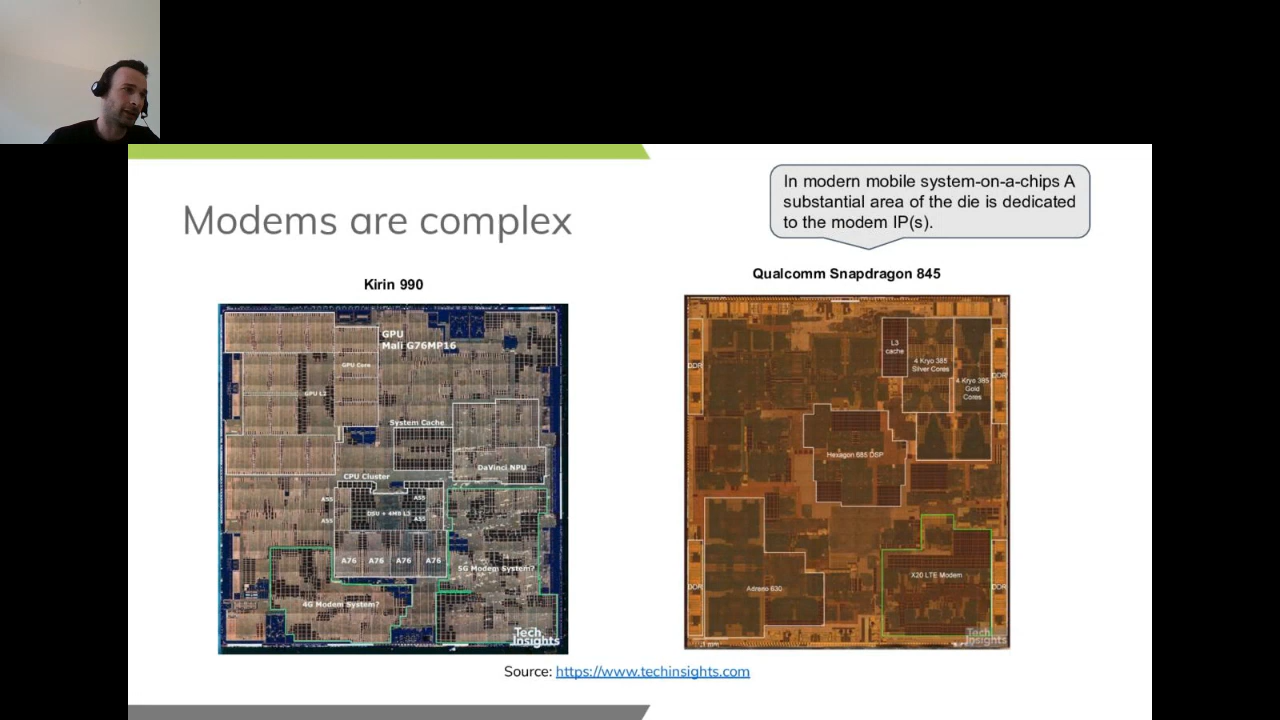 In modern mobile system-on-a-chips A
substantial area of the die is dedicated
to the modem IP(s).
Modems are complex
Kirin 990
Qualcomm Snapdragon 845
GPU
Mali G76MP16
GPU Core
GPU L2
System Cache
DaVinci NPU
CPU Cluster
A55
A55
A55
A55
DSU + 4MB L3
A76
A76
A76
A76
5G Modem System?
4G Modem System?
Tech
Insights
DDR
L3
cache
4 Kryo 385
Silver Cores
4 Kryo 385
Gold
Cores
DDR
Hexagon 685 DSP
X20 LTE Modem
DDR
Adreno 630
DDR
1 mm
Tech
Insights
Source: https://www.techinsights.com